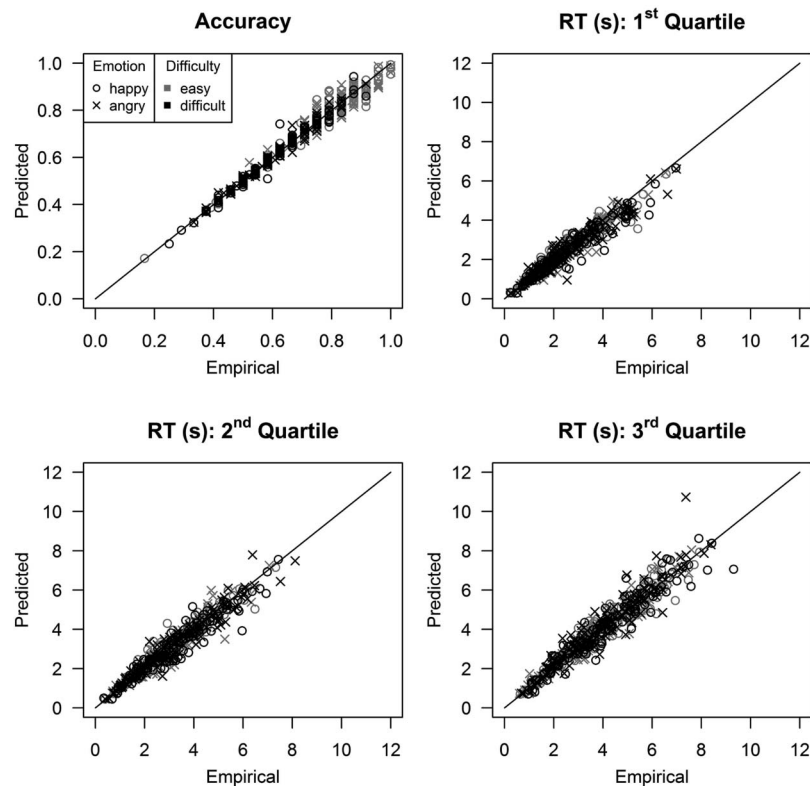 Accuracy
Emotion Difficulty
happy easy
angry difficult
1.0
0.8
0.6
0.4
0.2
0.0
Predicted
0.0 0.2 0.4 0.6 0.8 1.0
Empirical
RT (s): 1st Quartile
12
10
8
6
4
2
0
Predicted
0 2 4 6 8 10 12
Empirical
RT (s): 2nd Quartile
12
10
8
6
4
2
0
Predicted
0 2 4 6 8 10 12
Empirical
RT (s): 3rd Quartile
12
10
8
6
4
2
0
Predicted
0 2 4 6 8 10 12
Empirical